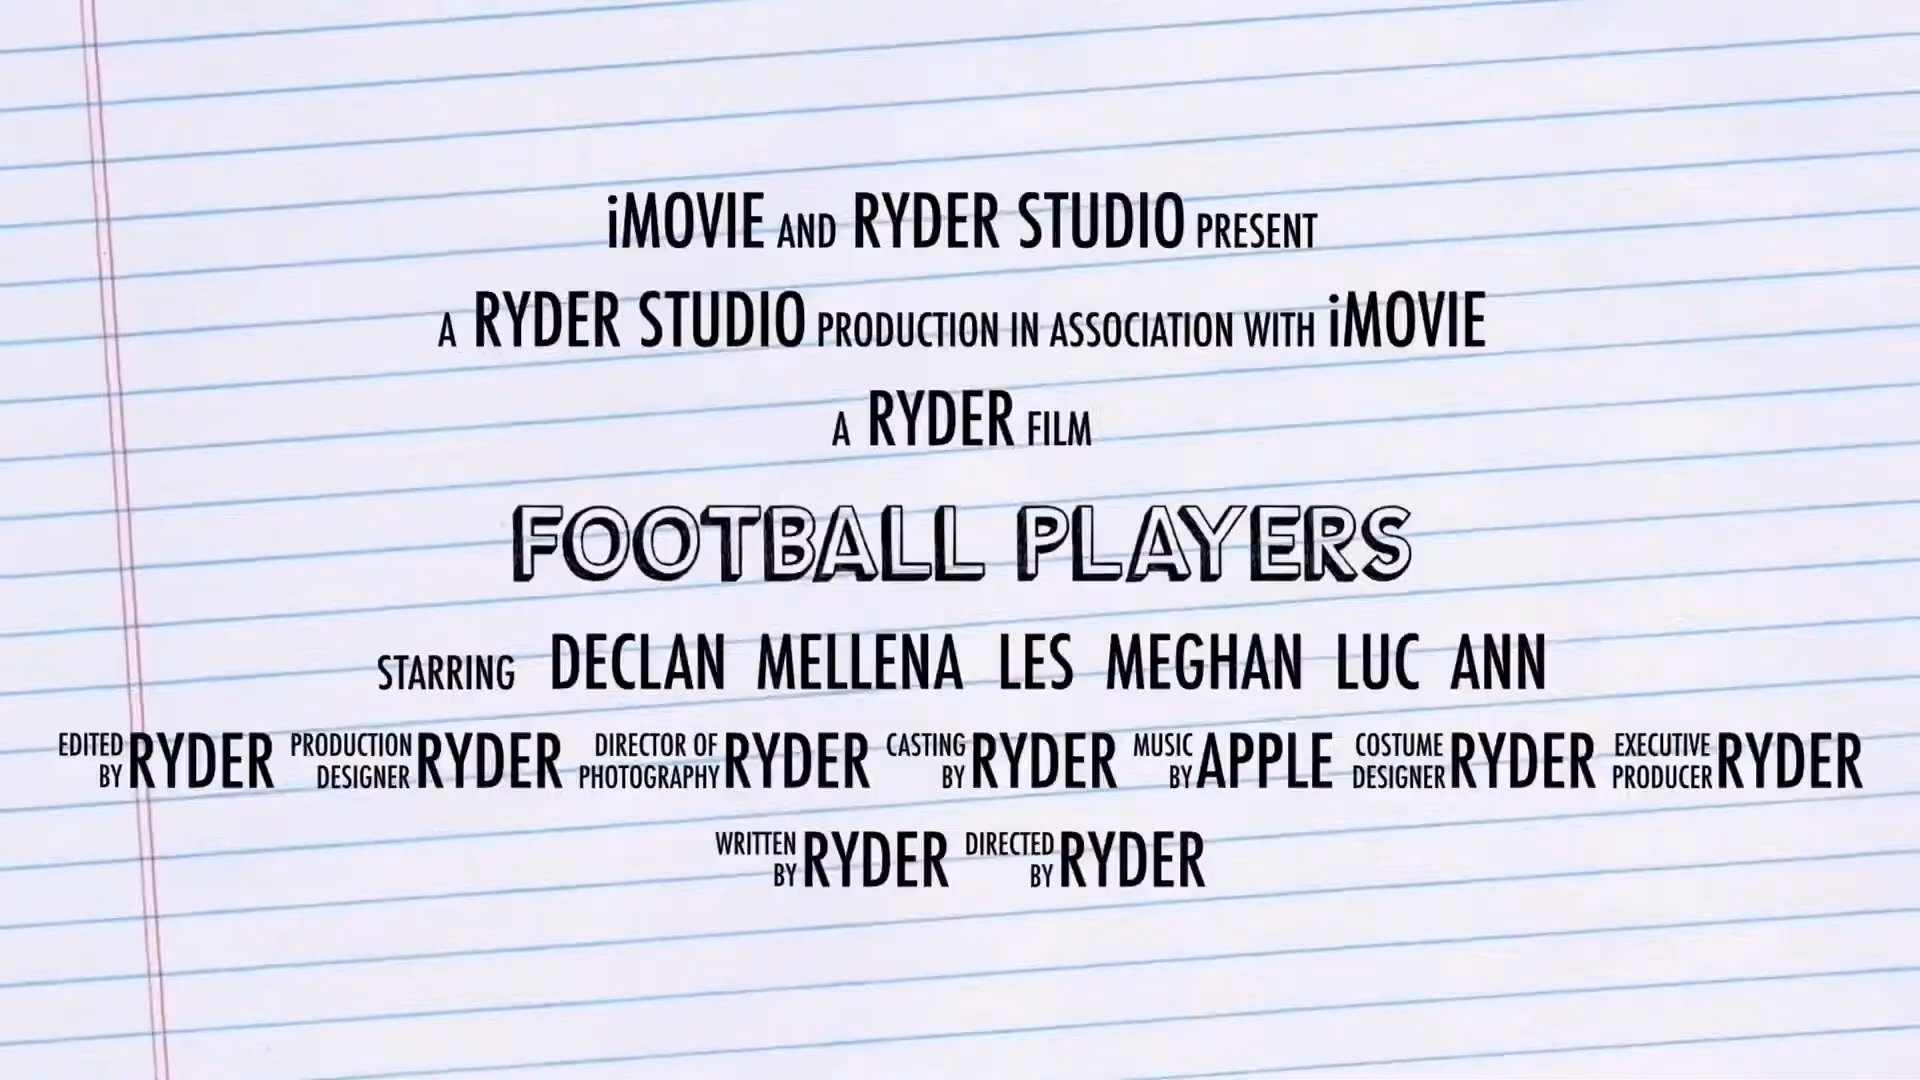 iMOVIE AND RYDER STUDIO PRESENT
A RYDER STUDIO PRODUCTION IN ASSOCIATION WITH iMOVIE
A RYDER FILM
FOOTBALL PLAYERS
STARRING DECLAN MELLENA LES MEGHAN LUC ANN
EDITED BY RYDER PRODUCTION DESIGNER RYDER DIRECTOR OF PHOTOGRAPHY RYDER CASTING BY RYDER MUSIC BY APPLE COSTUME DESIGNER RYDER EXECUTIVE PRODUCER RYDER
WRITTEN BY RYDER DIRECTED BY RYDER